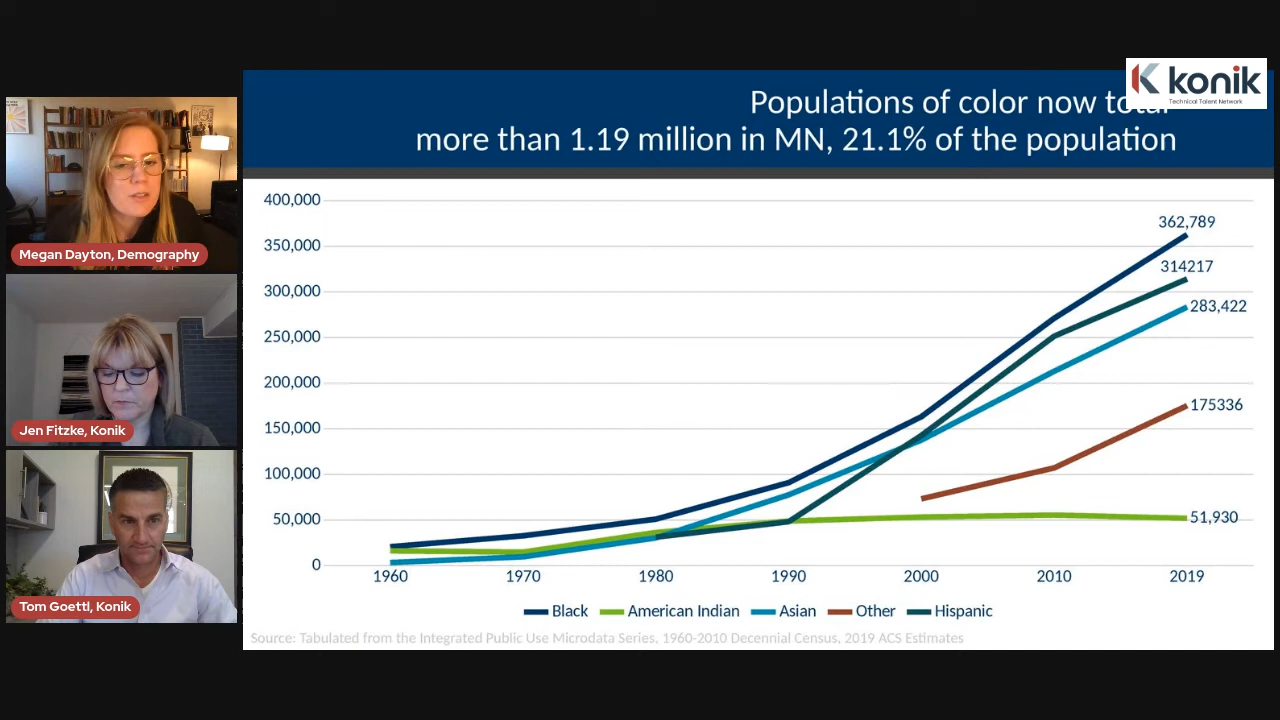 konik
Technical Talent Network
Populations of color now total
more than 1.19 million in MN, 21.1% of the population
Megan Dayton, Demography
Jen Fitzke, Konik
Tom Goettl, Konik
400,000
350,000
300,000
250,000
200,000
150,000
100,000
50,000
0
362,789
314217
283,422
175336
51,930
1960 1970 1980 1990 2000 2010 2019
Black American Indian Asian Other Hispanic
Source: Tabulated from the Integrated Public Use Microdata Series, 1960-2010 Decennial Census, 2019 ACS Estimates